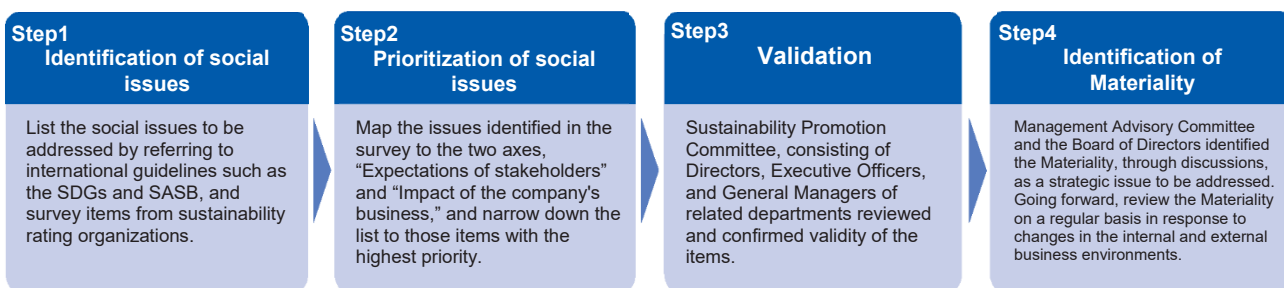 Step1
Identification of social
issues
List the social issues to be
addressed by referring to
international guidelines such as
the SDGs and SASB, and
survey items from sustainability
rating organizations.
Step2
Prioritization of social
issues
Map the issues identified in the
survey to the two axes,
“Expectations of stakeholders”
and “Impact of the company's
business,” and narrow down the
list to those items with the
highest priority.
Step3
Validation
Sustainability Promotion
Committee, consisting of
Directors, Executive Officers,
and General Managers of
related departments reviewed
and confirmed validity of the
items.
Step4
Identification of
Materiality
Management Advisory Committee
and the Board of Directors identified
the Materiality, through discussions,
as a strategic issue to be addressed.
Going forward, review the Materiality
on a regular basis in response to
changes in the internal and external
business environments.